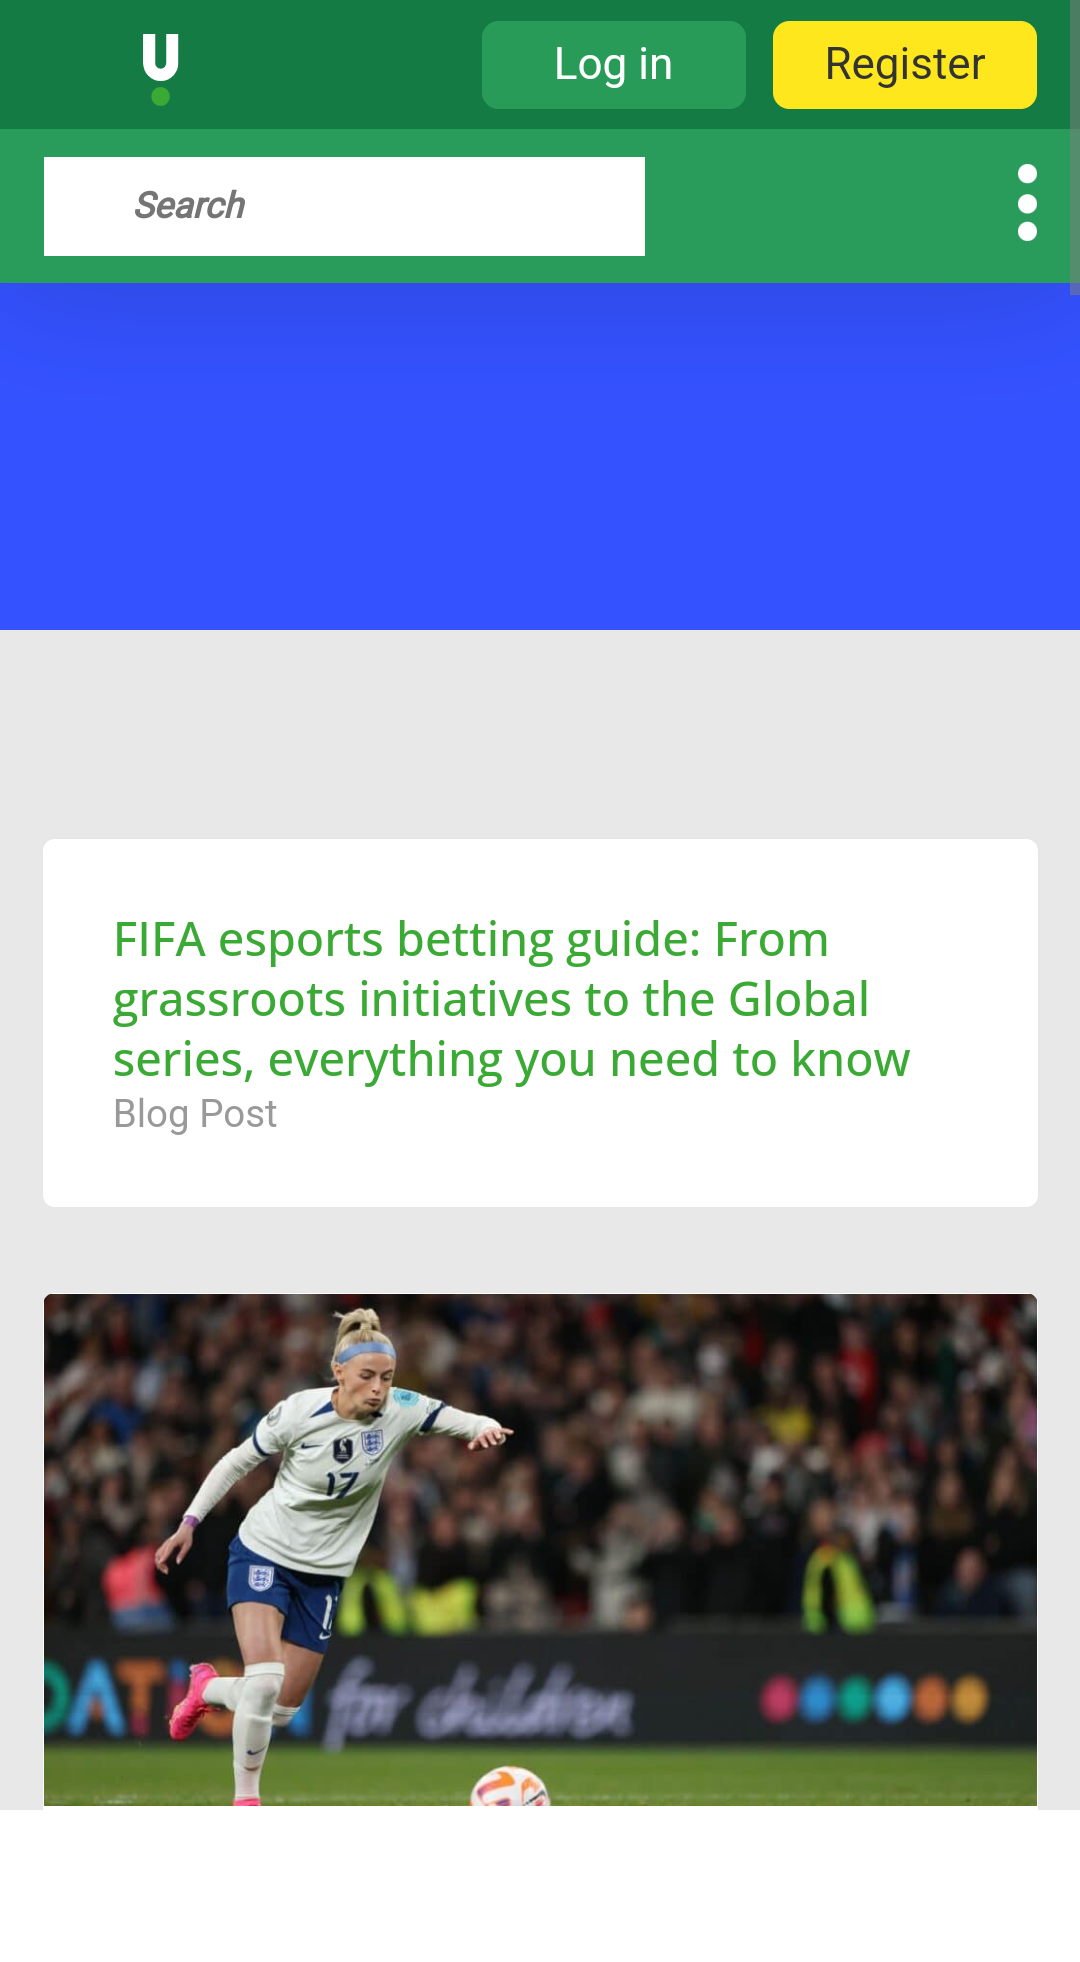 U
Log in
Register
Search
FIFA esports betting guide: From
grassroots initiatives to the Global
series, everything you need to know
Blog Post
17
for children